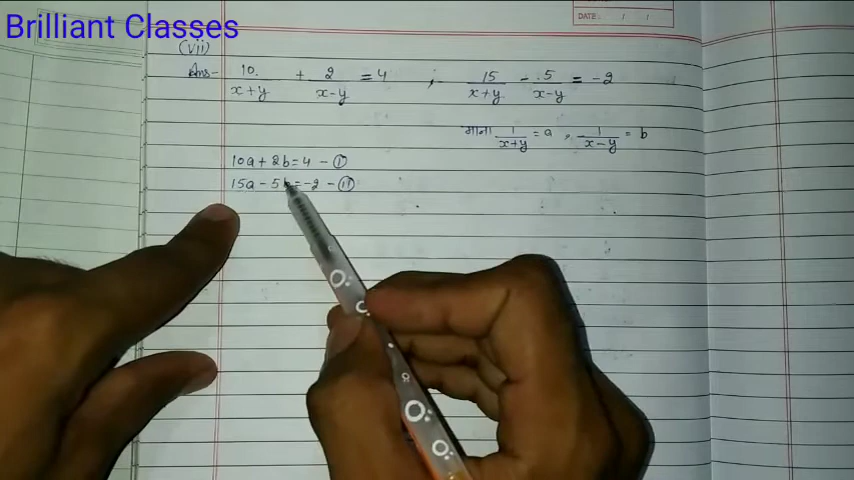 Brilliant Classes
DATE: / /
(vii)
Ans- 10/(x+y) + 2/(x-y) = 4 ; 15/(x+y) - 5/(x-y) = -2
माना 1/(x+y) = a , 1/(x-y) = b
10a + 2b = 4 - (i)
15a - 5b = -2 - (ii)